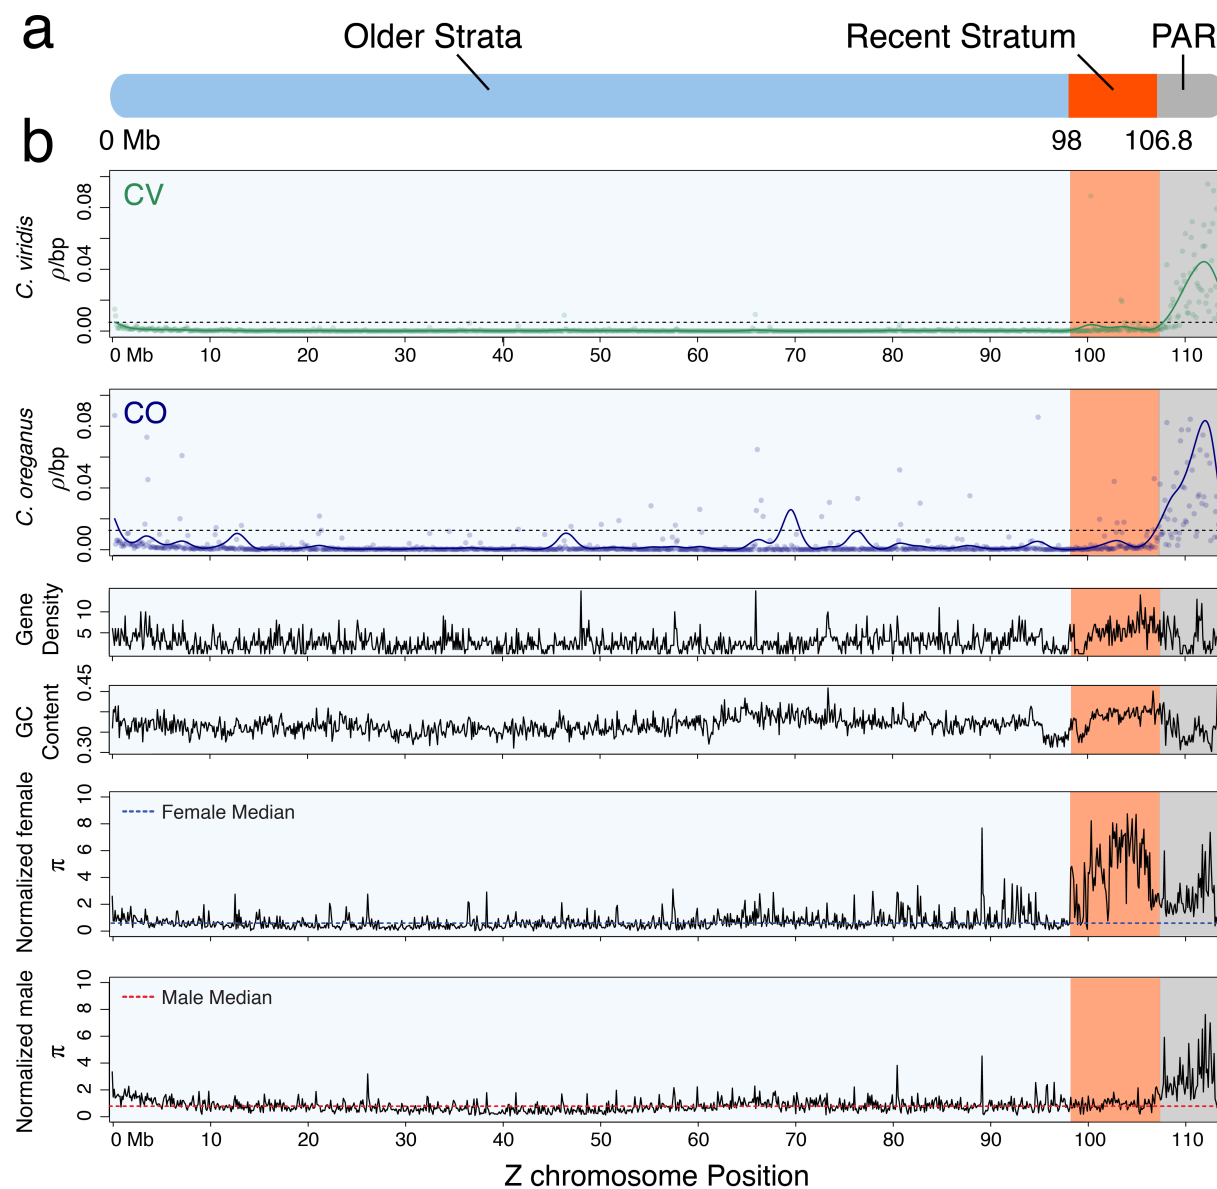 a
Older Strata
Recent Stratum
PAR
0 Mb
98
106.8
b
CV
C. viridis
ρ/bp
0.00
0.04
0.08
0 Mb 10 20 30 40 50 60 70 80 90 100 110
CO
C. oreganus
ρ/bp
0.00
0.04
0.08
Gene
Density
5
10
GC
Content
0.30
0.45
Normalized female
π
0
2
4
6
8
10
Female Median
Normalized male
π
0
2
4
6
8
10
Male Median
0 Mb 10 20 30 40 50 60 70 80 90 100 110
Z chromosome Position